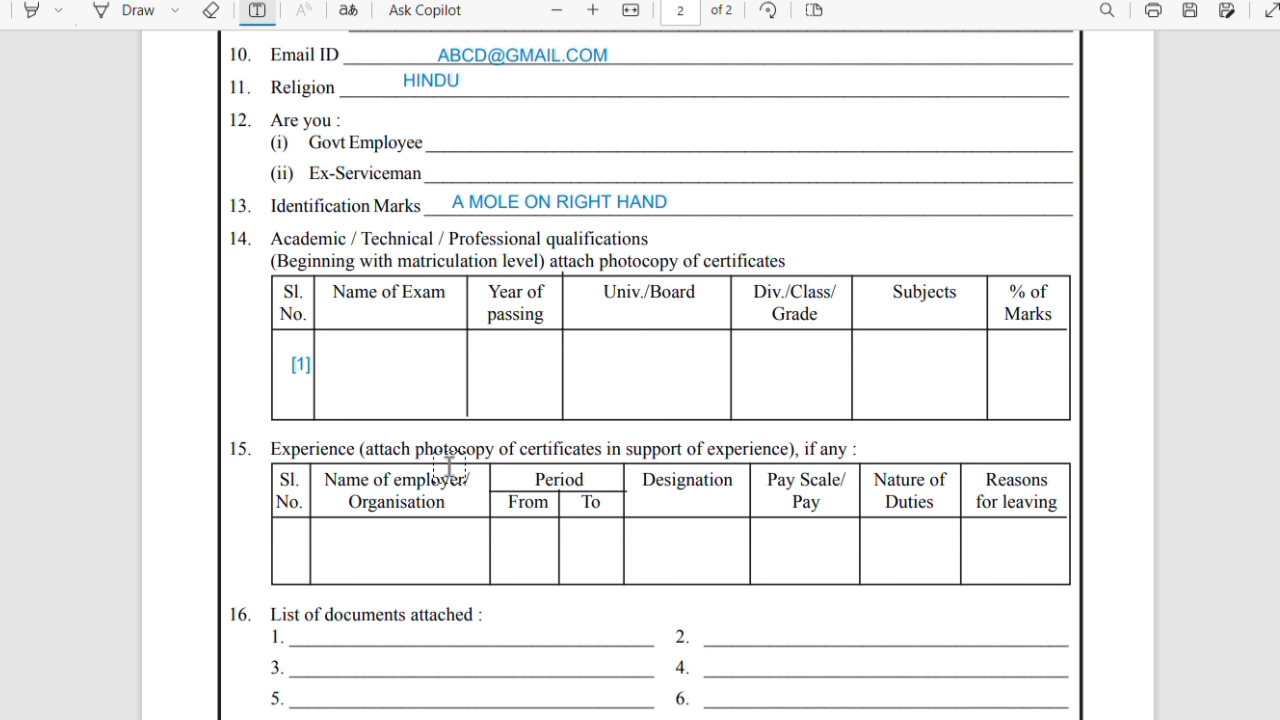 Draw
Ask Copilot
2 of 2
10. Email ID ABCD@GMAIL.COM
11. Religion HINDU
12. Are you :
(i) Govt Employee
(ii) Ex-Serviceman
13. Identification Marks A MOLE ON RIGHT HAND
14. Academic / Technical / Professional qualifications
(Beginning with matriculation level) attach photocopy of certificates
Sl. No. Name of Exam Year of passing Univ./Board Div./Class/ Grade Subjects % of Marks
[1]
15. Experience (attach photocopy of certificates in support of experience), if any :
Sl. No. Name of employer/ Organisation Period From To Designation Pay Scale/ Pay Nature of Duties Reasons for leaving
16. List of documents attached :
1. 2.
3. 4.
5. 6.